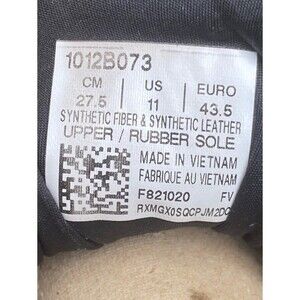 1012B073
CM US EURO
27.5 11 43.5
SYNTHETIC FIBER & SYNTHETIC LEATHER
UPPER / RUBBER SOLE
MADE IN VIETNAM
FABRIQUE AU VIETNAM
F821020 FV
RXMGX0SQCPJM2DC